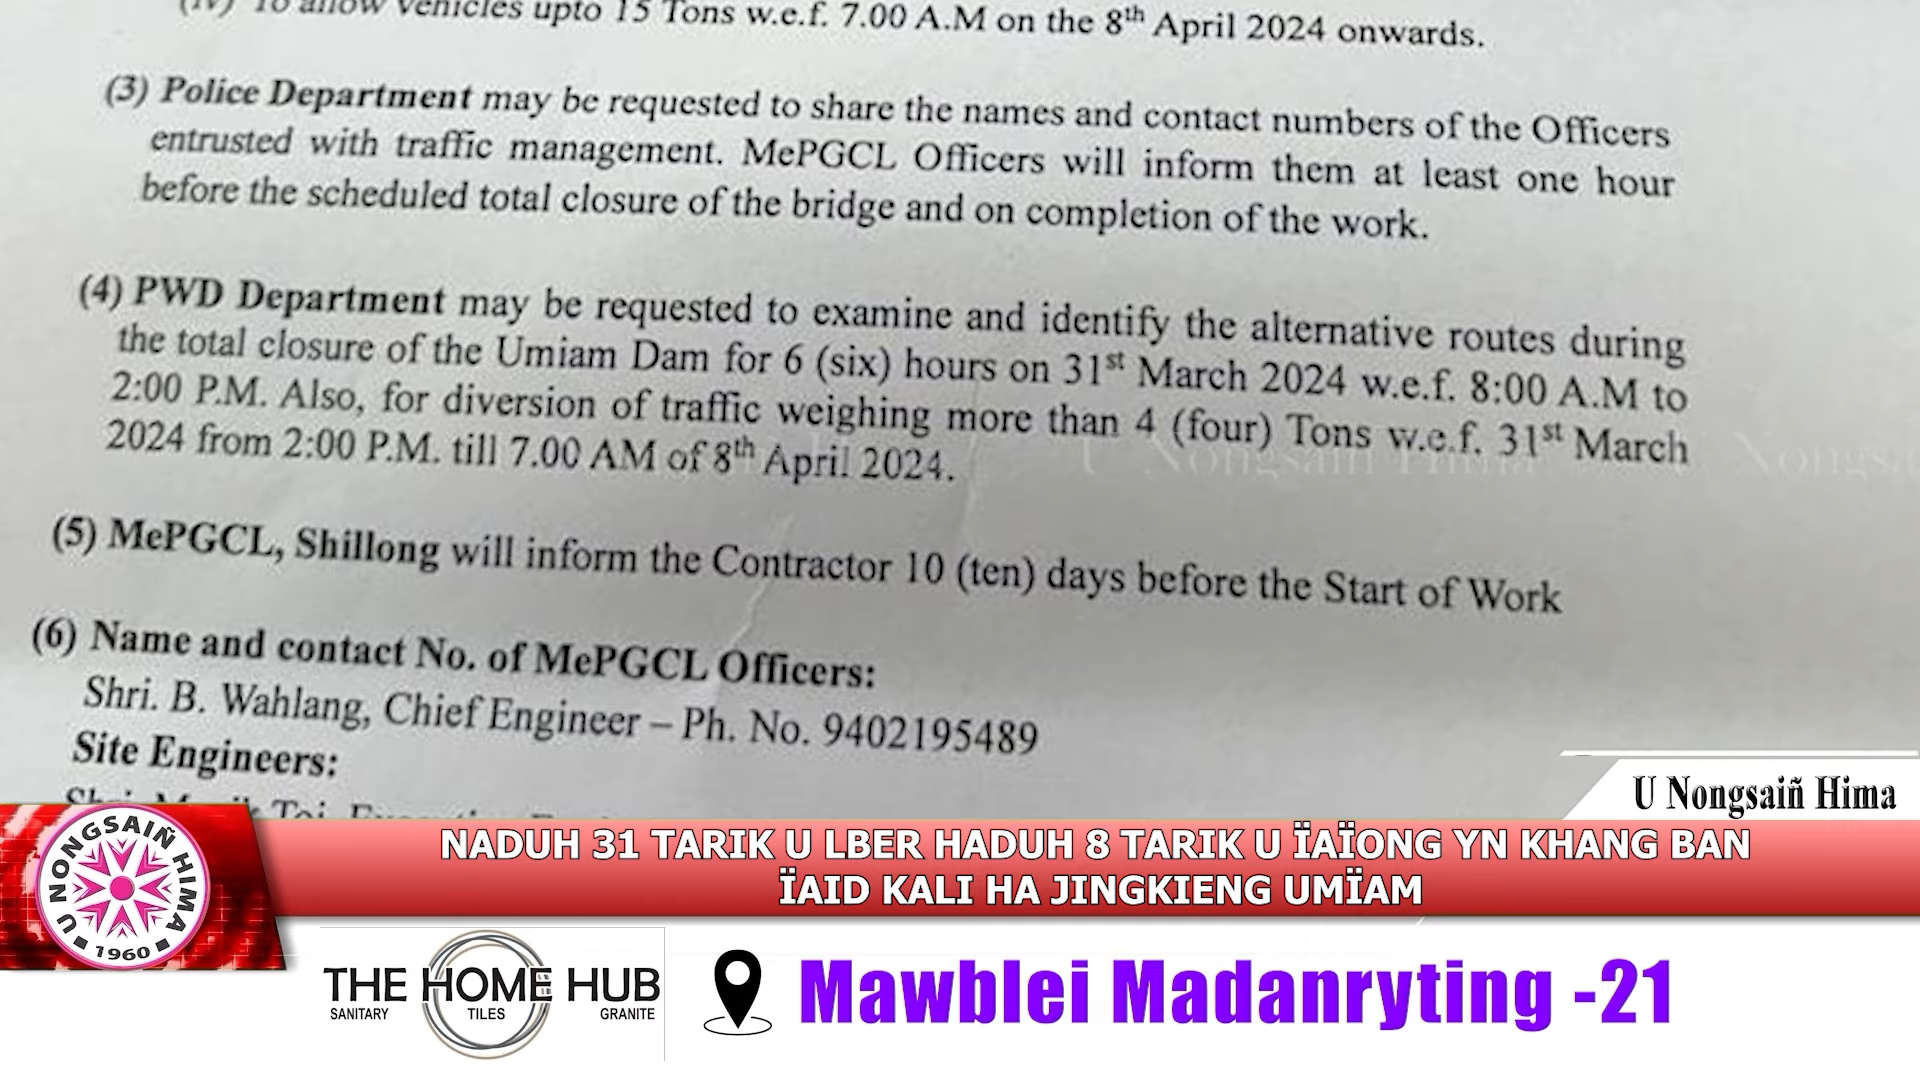 (iv) To allow vehicles upto 15 Tons w.e.f. 7.00 A.M on the 8th April 2024 onwards.
(3) Police Department may be requested to share the names and contact numbers of the Officers
entrusted with traffic management. MePGCL Officers will inform them at least one hour
before the scheduled total closure of the bridge and on completion of the work.
(4) PWD Department may be requested to examine and identify the alternative routes during
the total closure of the Umiam Dam for 6 (six) hours on 31st March 2024 w.e.f. 8:00 A.M to
2:00 P.M. Also, for diversion of traffic weighing more than 4 (four) Tons w.e.f. 31st March
2024 from 2:00 P.M. till 7.00 AM of 8th April 2024.
U Nongsaiñ Hima
(5) MePGCL, Shillong will inform the Contractor 10 (ten) days before the Start of Work
(6) Name and contact No. of MePGCL Officers:
Shri. B. Wahlang, Chief Engineer – Ph. No. 9402195489
Site Engineers:
U Nongsaiñ Hima
NADUH 31 TARIK U LBER HADUH 8 TARIK U ÏAÏONG YN KHANG BAN
ÏAID KALI HA JINGKIENG UMÏAM
U NONGSAIÑ HIMA
1960
THE HOME HUB
SANITARY TILES GRANITE
Mawblei Madanryting -21